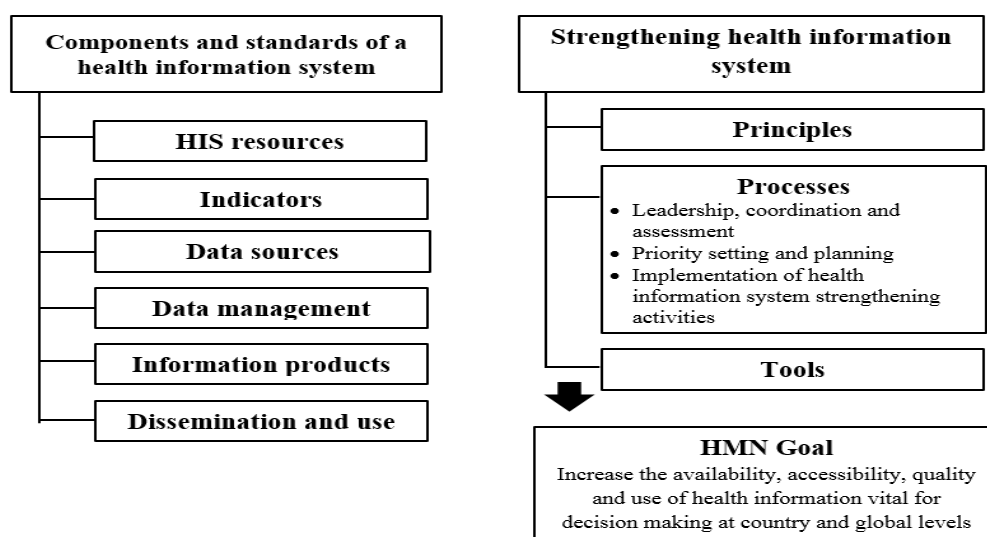 Components and standards of a
health information system
HIS resources
Indicators
Data sources
Data management
Information products
Dissemination and use
Strengthening health information
system
Principles
Processes
• Leadership, coordination and
assessment
• Priority setting and planning
• Implementation of health
information system strengthening
activities
Tools
HMN Goal
Increase the availability, accessibility, quality
and use of health information vital for
decision making at country and global levels